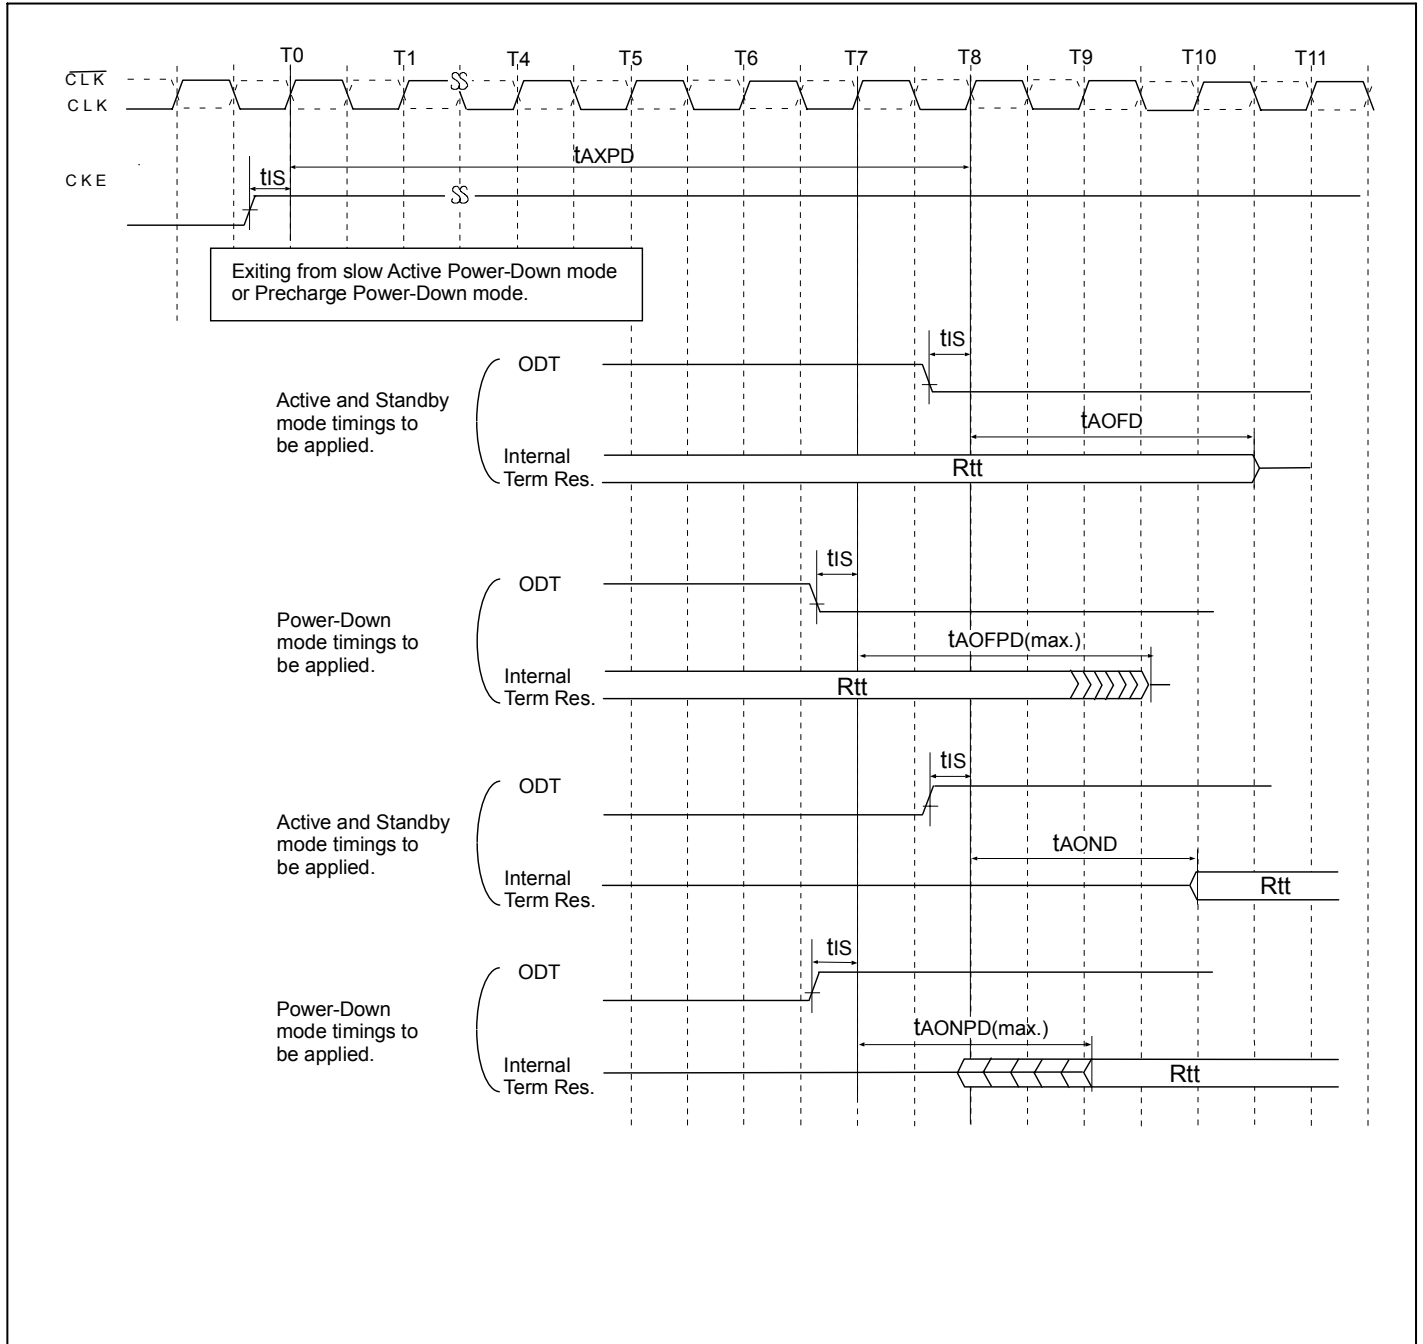 T0 T1 T4 T5 T6 T7 T8 T9 T10 T11
CLK
CLK
tAXPD
CKE
tIS
Exiting from slow Active Power-Down mode
or Precharge Power-Down mode.
tIS
ODT
Active and Standby
mode timings to
be applied.
tAOFD
Internal
Term Res.
Rtt
tIS
ODT
Power-Down
mode timings to
be applied.
tAOFPD(max.)
Internal
Term Res.
Rtt
tIS
ODT
Active and Standby
mode timings to
be applied.
tAOND
Internal
Term Res.
Rtt
tIS
ODT
Power-Down
mode timings to
be applied.
tAONPD(max.)
Internal
Term Res.
Rtt